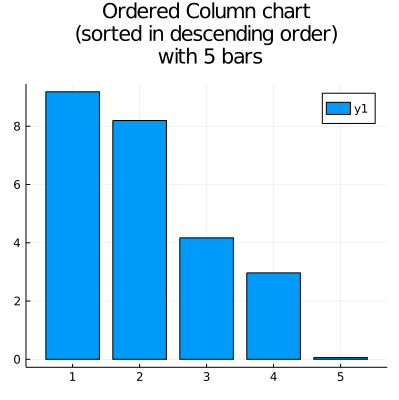 Ordered Column chart
(sorted in descending order)
with 5 bars
y1
8
6
4
2
0
1 2 3 4 5